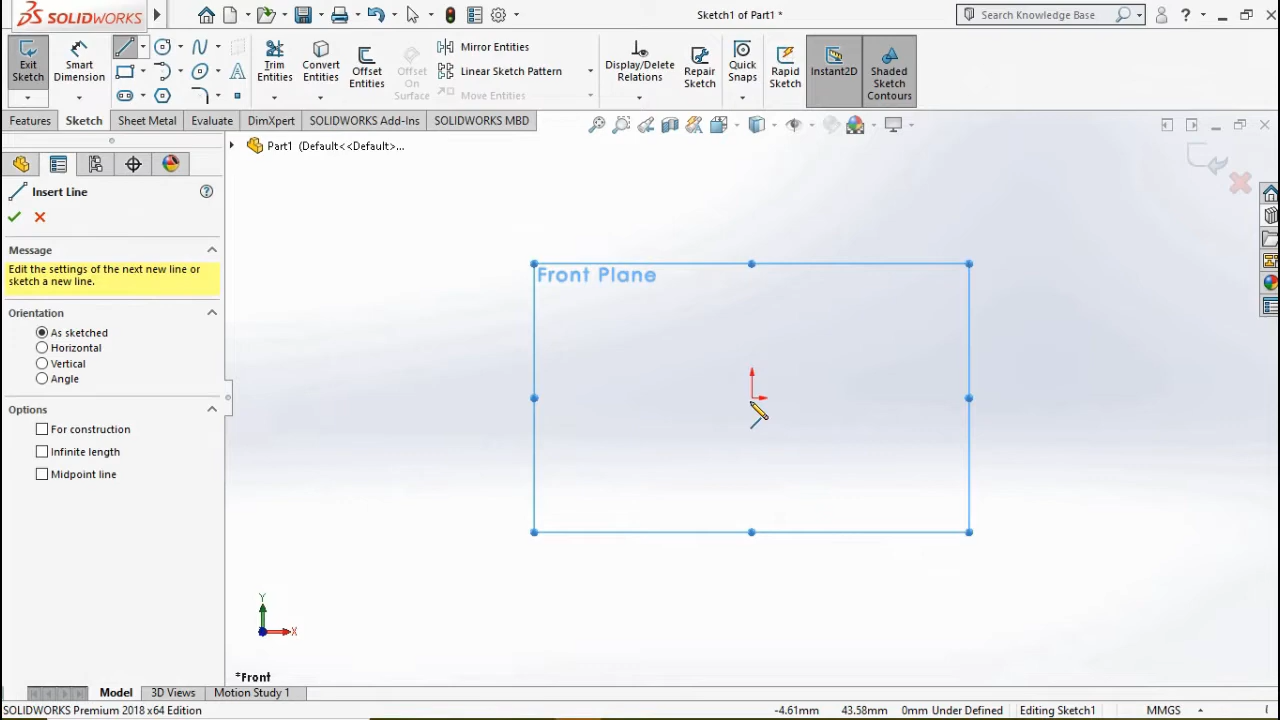 SOLIDWORKS
Sketch1 of Part1 *
Search Knowledge Base
?
Exit Sketch
Smart Dimension
Trim Entities
Convert Entities
Offset Entities
Offset On Surface
Mirror Entities
Linear Sketch Pattern
Move Entities
Display/Delete Relations
Repair Sketch
Quick Snaps
Rapid Sketch
Instant2D
Shaded Sketch Contours
Features
Sketch
Sheet Metal
Evaluate
DimXpert
SOLIDWORKS Add-Ins
SOLIDWORKS MBD
Part1 (Default<<Default>...
Insert Line
?
Message
Edit the settings of the next new line or
sketch a new line.
Orientation
As sketched
Horizontal
Vertical
Angle
Options
For construction
Infinite length
Midpoint line
Front Plane
Y
X
*Front
Model
3D Views
Motion Study 1
SOLIDWORKS Premium 2018 x64 Edition
-4.61mm
43.58mm
0mm Under Defined
Editing Sketch1
MMGS